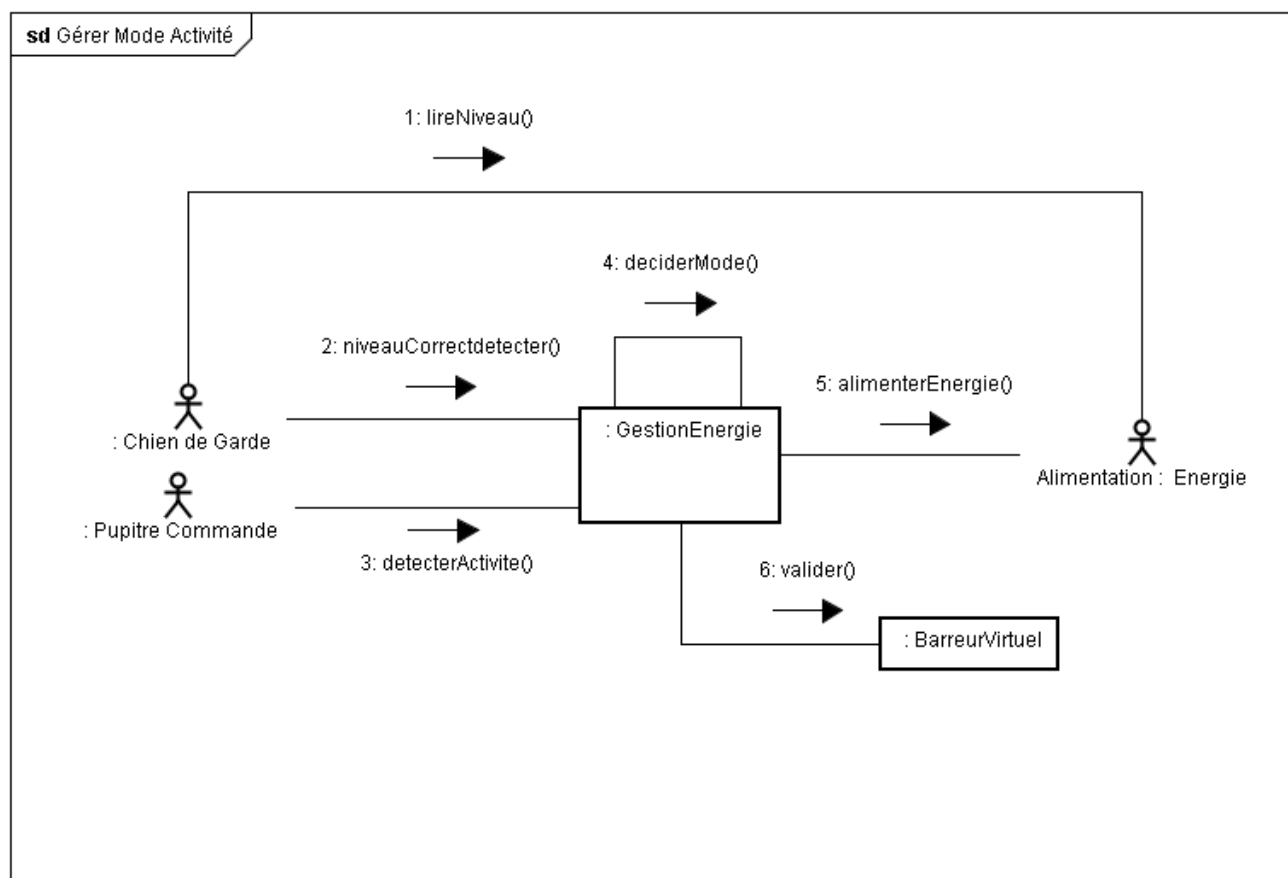 sd Gérer Mode Activité
1: lireNiveau()
4: deciderMode()
2: niveauCorrectdetecter()
5: alimenterEnergie()
: GestionEnergie
: Chien de Garde
Alimentation : Energie
: Pupitre Commande
3: detecterActivite()
6: valider()
: BarreurVirtuel